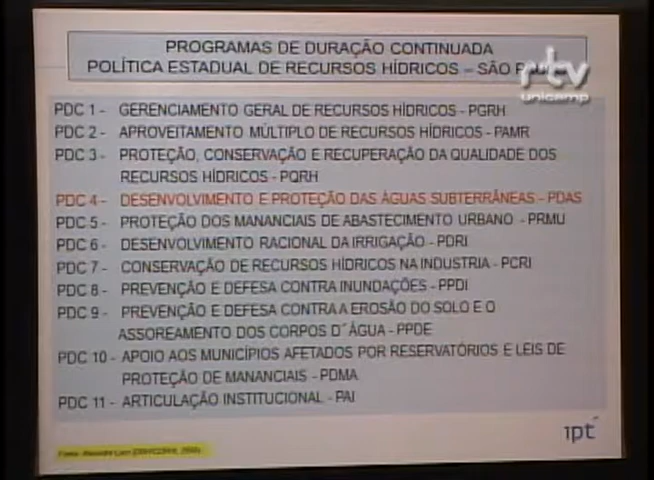 PROGRAMAS DE DURAÇÃO CONTINUADA
POLÍTICA ESTADUAL DE RECURSOS HÍDRICOS – SÃO
rtv
unicamp
PDC 1 - GERENCIAMENTO GERAL DE RECURSOS HÍDRICOS - PGRH
PDC 2 - APROVEITAMENTO MÚLTIPLO DE RECURSOS HÍDRICOS - PAMR
PDC 3 - PROTEÇÃO, CONSERVAÇÃO E RECUPERAÇÃO DA QUALIDADE DOS
RECURSOS HÍDRICOS - PQRH
PDC 4 - DESENVOLVIMENTO E PROTEÇÃO DAS ÁGUAS SUBTERRÂNEAS - PDAS
PDC 5 - PROTEÇÃO DOS MANANCIAIS DE ABASTECIMENTO URBANO - PRMU
PDC 6 - DESENVOLVIMENTO RACIONAL DA IRRIGAÇÃO - PDRI
PDC 7 - CONSERVAÇÃO DE RECURSOS HÍDRICOS NA INDUSTRIA - PCRI
PDC 8 - PREVENÇÃO E DEFESA CONTRA INUNDAÇÕES - PPDI
PDC 9 - PREVENÇÃO E DEFESA CONTRA A EROSÃO DO SOLO E O
ASSOREAMENTO DOS CORPOS D´ÁGUA - PPDE
PDC 10 - APOIO AOS MUNICÍPIOS AFETADOS POR RESERVATÓRIOS E LEIS DE
PROTEÇÃO DE MANANCIAIS - PDMA
PDC 11 - ARTICULAÇÃO INSTITUCIONAL - PAI
ipt
Fonte: